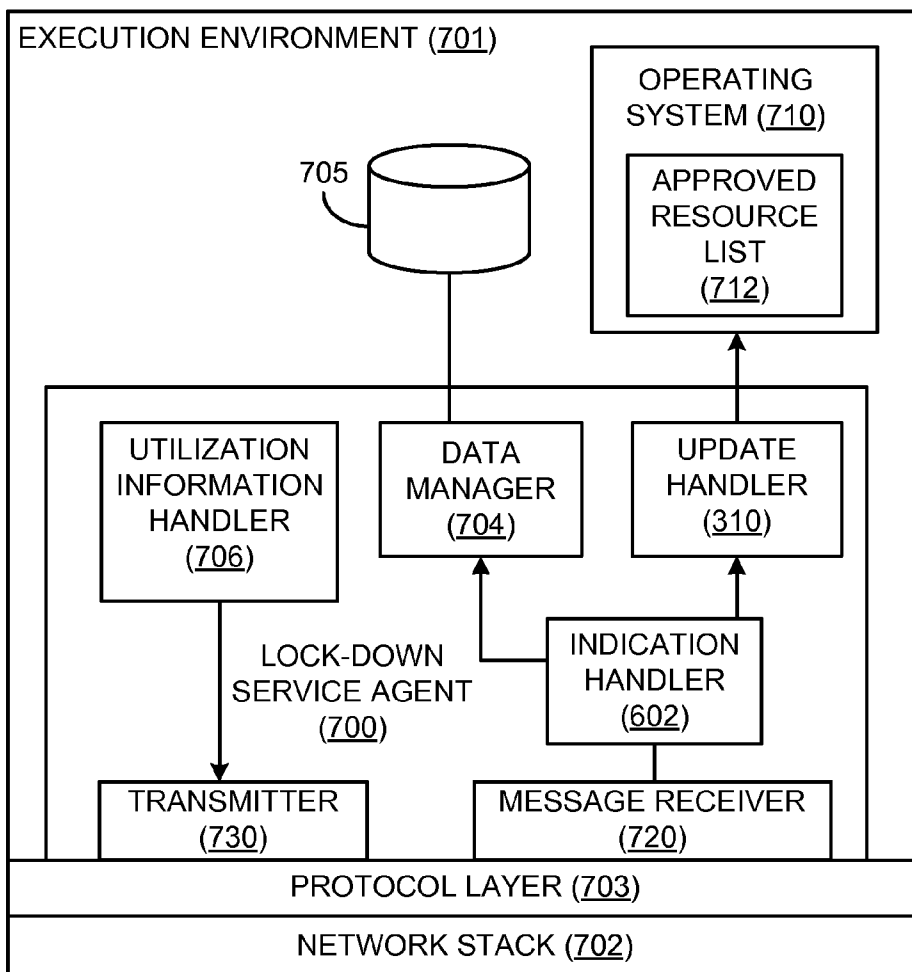 EXECUTION ENVIRONMENT (701)
OPERATING
SYSTEM (710)
APPROVED
RESOURCE
LIST
(712)
705
UTILIZATION
INFORMATION
HANDLER
(706)
DATA
MANAGER
(704)
UPDATE
HANDLER
(310)
LOCK-DOWN
SERVICE AGENT
(700)
INDICATION
HANDLER
(602)
TRANSMITTER
(730)
MESSAGE RECEIVER
(720)
PROTOCOL LAYER (703)
NETWORK STACK (702)